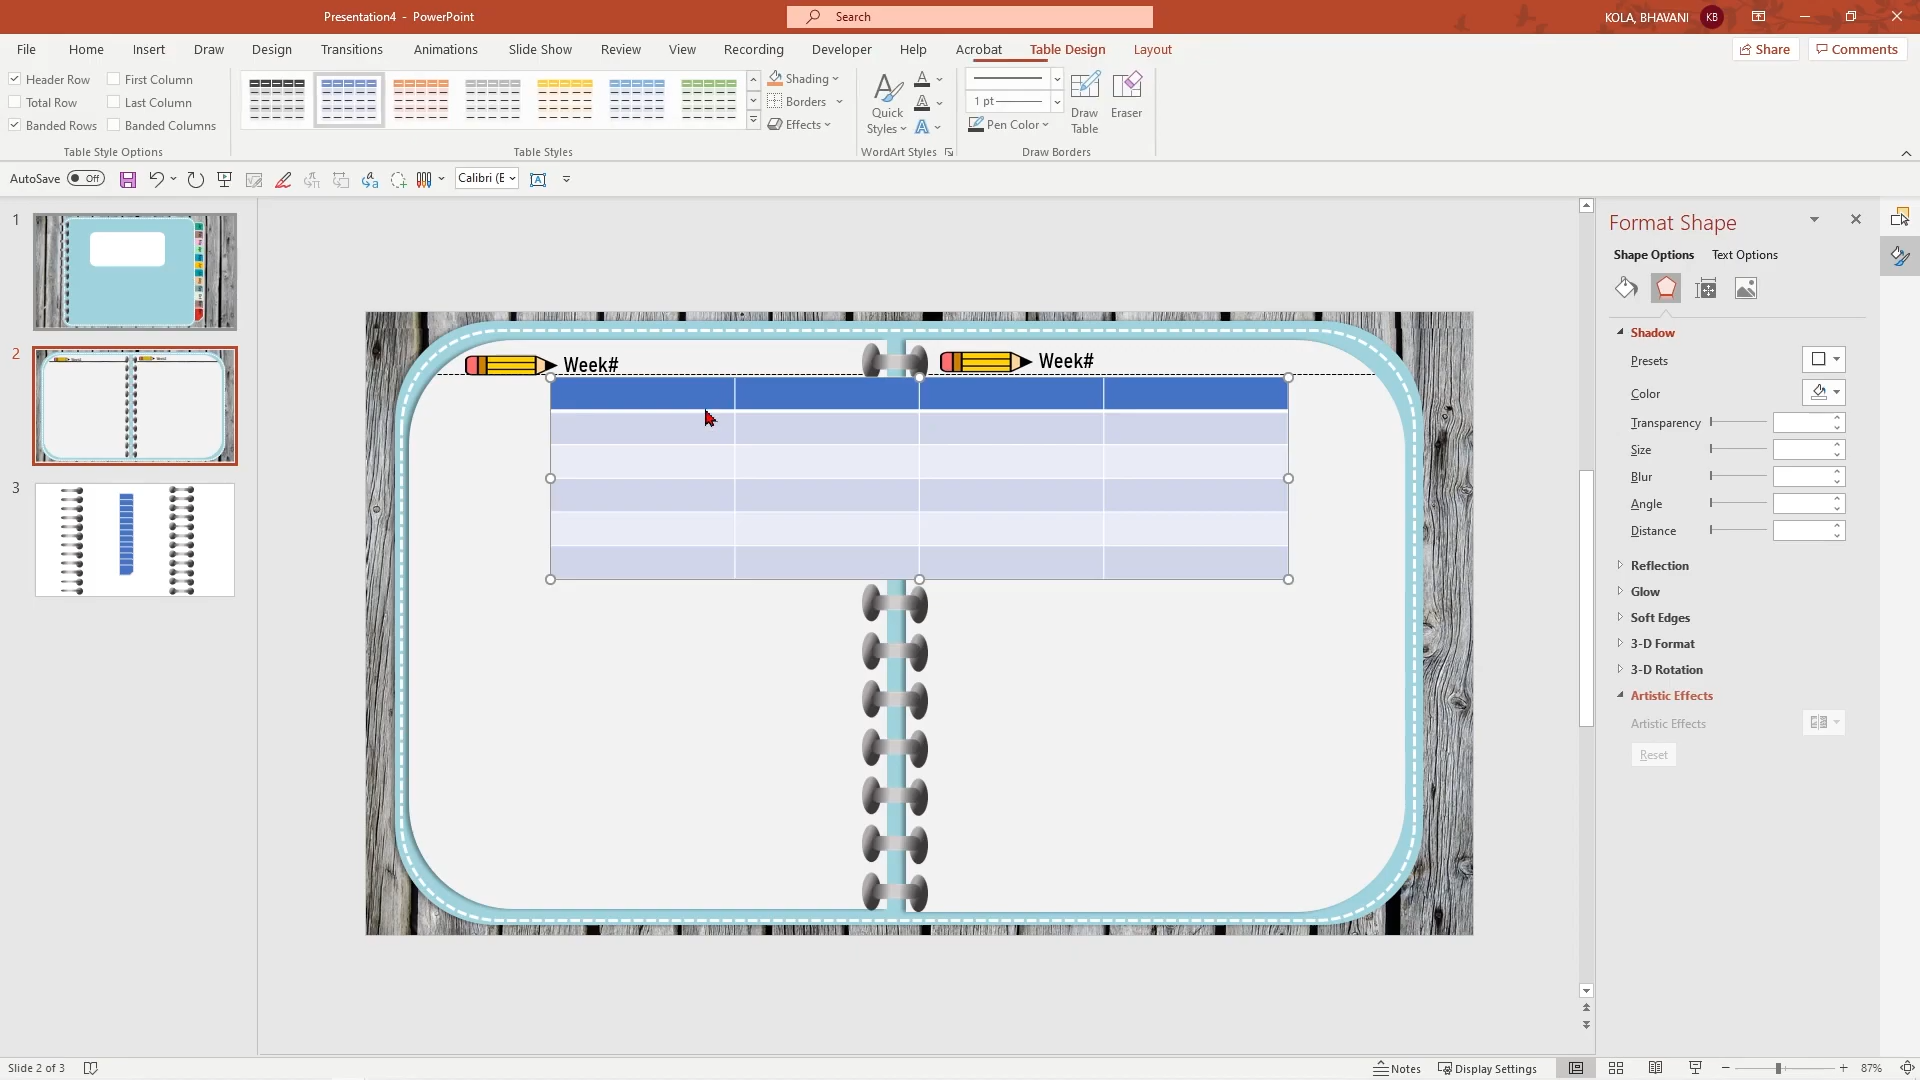 Presentation4 - PowerPoint
Search
KOLA, BHAVANI KB
File Home Insert Draw Design Transitions Animations Slide Show Review View Recording Developer Help Acrobat Table Design Layout
Share Comments
Header Row First Column
Total Row Last Column
Banded Rows Banded Columns
Table Style Options
Table Styles
Shading
Borders
Effects
Quick
Styles
WordArt Styles
1 pt
Pen Color
Draw
Table
Eraser
Draw Borders
AutoSave Off
Calibri (E
1
2
3
Week#
Week#
Format Shape
Shape Options Text Options
Shadow
Presets
Color
Transparency
Size
Blur
Angle
Distance
Reflection
Glow
Soft Edges
3-D Format
3-D Rotation
Artistic Effects
Artistic Effects
Reset
Slide 2 of 3
Notes Display Settings 87%